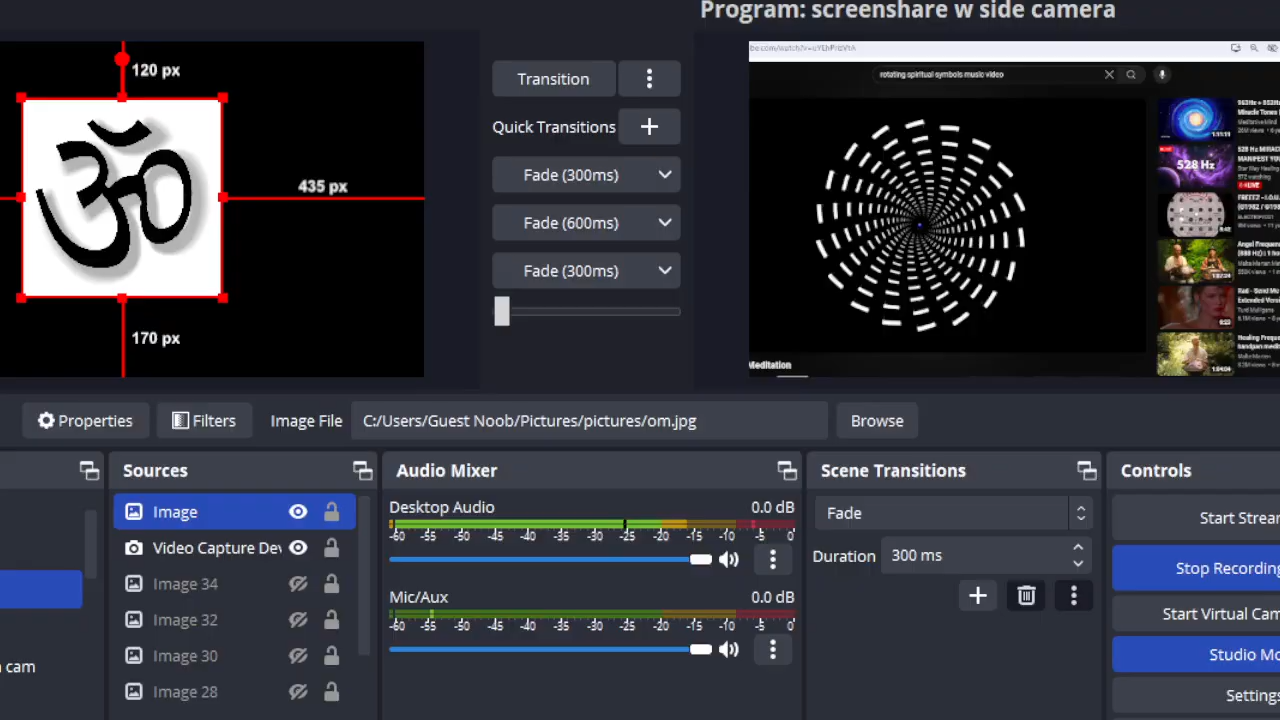 Program: screenshare w side camera
120 px
435 px
170 px
ॐ
Transition
Quick Transitions
Fade (300ms)
Fade (600ms)
Fade (300ms)
rotating spiritual symbols music video
528 Hz
Meditation
Properties
Filters
Image File
C:/Users/Guest Noob/Pictures/pictures/om.jpg
Browse
Sources
Image
Video Capture Dev
Image 34
Image 32
Image 30
Image 28
cam
Audio Mixer
Desktop Audio
0.0 dB
-60 -55 -50 -45 -40 -35 -30 -25 -20 -15 -10 -5 0
Mic/Aux
0.0 dB
-60 -55 -50 -45 -40 -35 -30 -25 -20 -15 -10 -5 0
Scene Transitions
Fade
Duration
300 ms
Controls
Start Stream
Stop Recording
Start Virtual Cam
Studio Mo
Settings